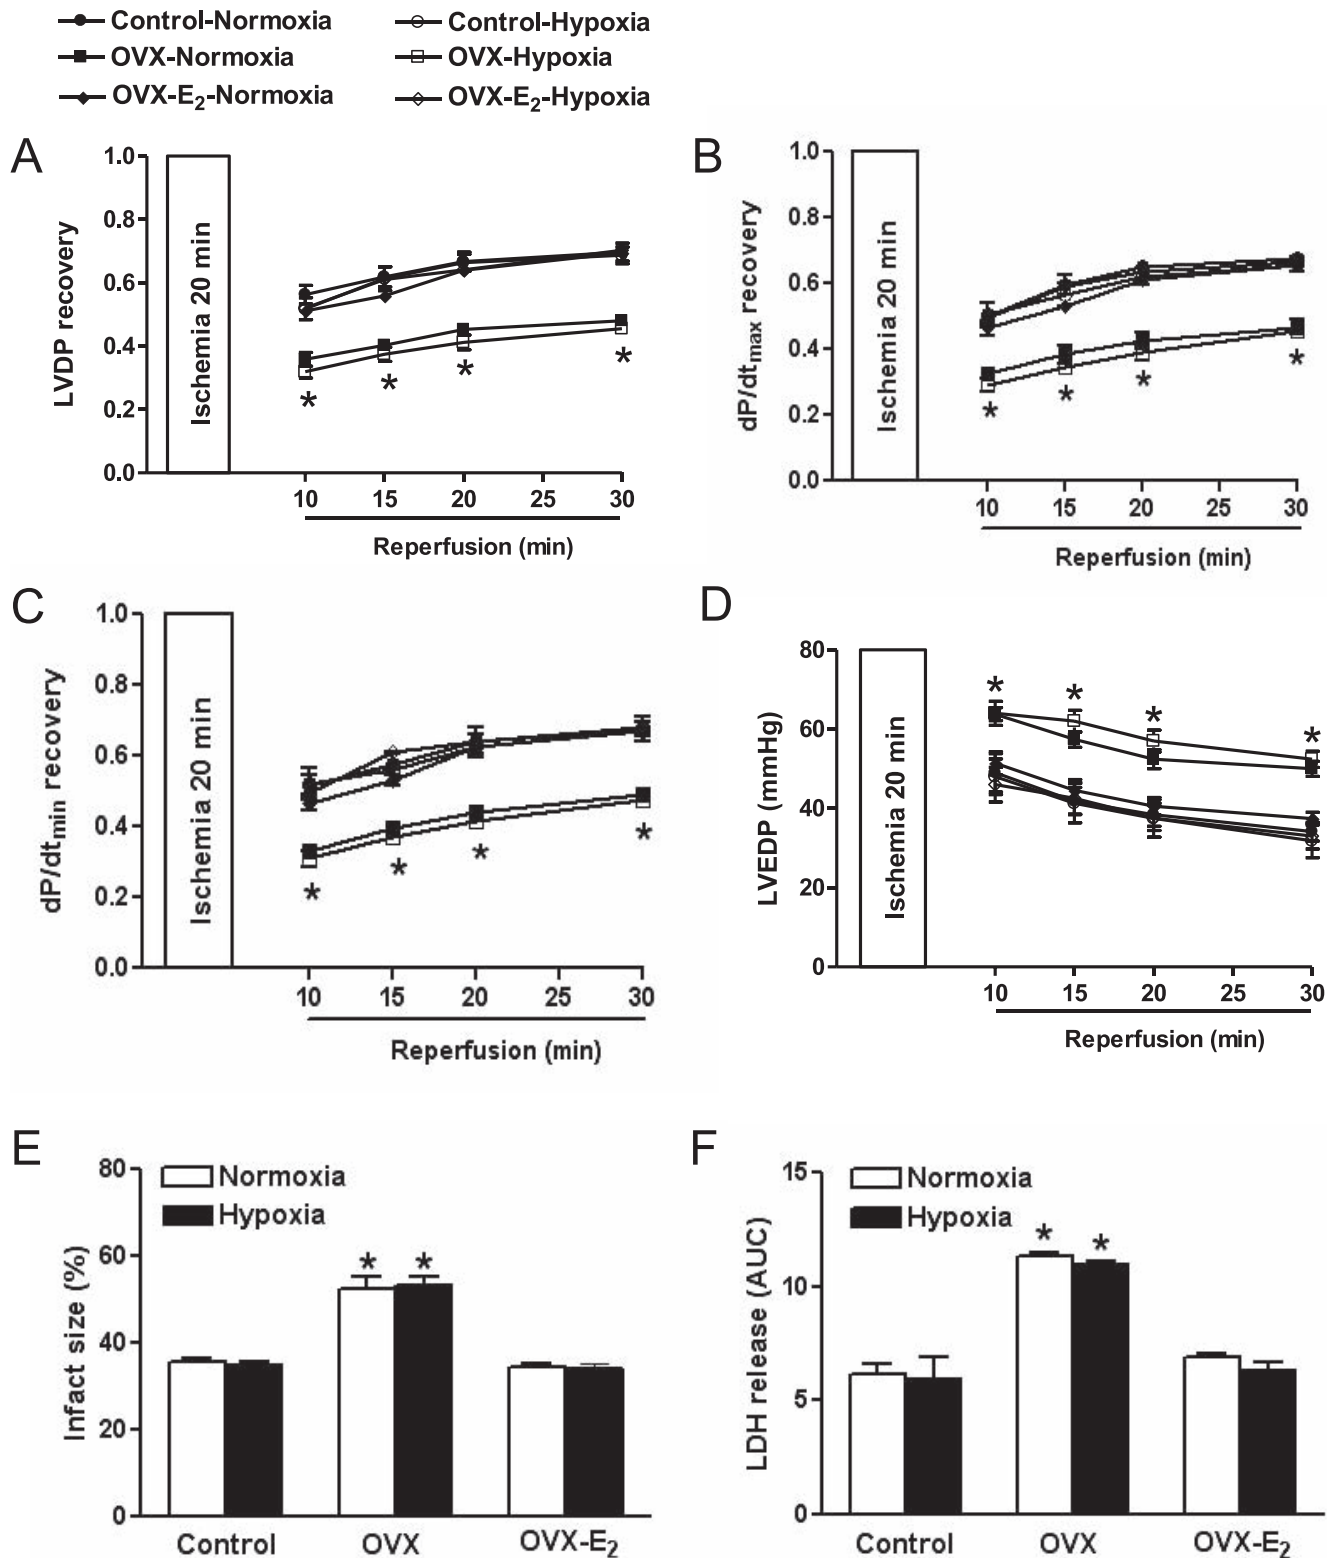 Control-Normoxia
Control-Hypoxia
OVX-Normoxia
OVX-Hypoxia
OVX-E2-Normoxia
OVX-E2-Hypoxia
A
LVDP recovery
1.0
0.8
0.6
0.4
0.2
0.0
Ischemia 20 min
* * * *
10 15 20 25 30
Reperfusion (min)
B
dP/dtmax recovery
1.0
0.8
0.6
0.4
0.2
0.0
Ischemia 20 min
* * * *
10 15 20 25 30
Reperfusion (min)
C
dP/dtmin recovery
1.0
0.8
0.6
0.4
0.2
0.0
Ischemia 20 min
* * * *
10 15 20 25 30
Reperfusion (min)
D
LVEDP (mmHg)
80
60
40
20
0
Ischemia 20 min
* * * *
10 15 20 25 30
Reperfusion (min)
E
Infact size (%)
80
60
40
20
0
Normoxia
Hypoxia
* *
Control OVX OVX-E2
F
LDH release (AUC)
15
10
5
0
Normoxia
Hypoxia
* *
Control OVX OVX-E2